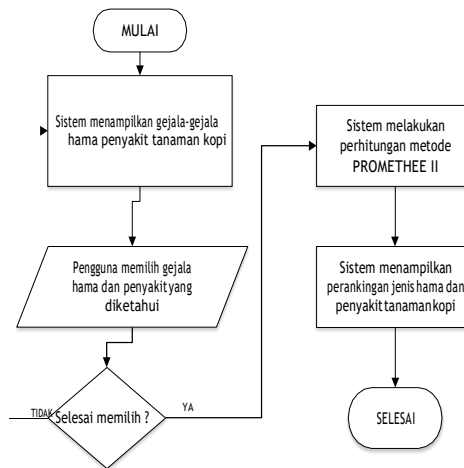 MULAI
Sistem menampilkan gejala-gejala
hama penyakit tanaman kopi
Pengguna memilih gejala
hama dan penyakit yang
diketahui
TIDAK
Selesai memilih ?
YA
Sistem melakukan
perhitungan metode
PROMETHEE II
Sistem menampilkan
perankingan jenis hama dan
penyakit tanaman kopi
SELESAI